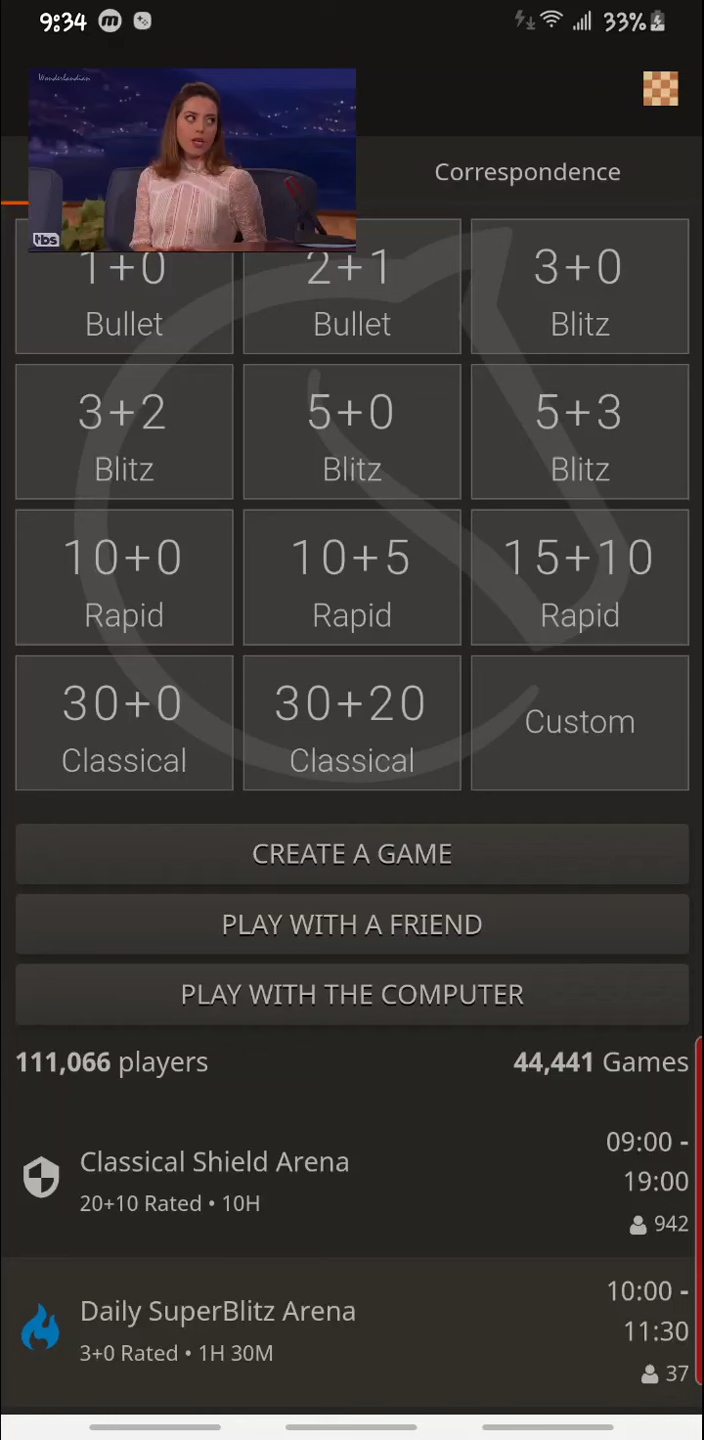 9:34
33%
Wonderlandian
tbs
Correspondence
1+0
Bullet
2+1
Bullet
3+0
Blitz
3+2
Blitz
5+0
Blitz
5+3
Blitz
10+0
Rapid
10+5
Rapid
15+10
Rapid
30+0
Classical
30+20
Classical
Custom
CREATE A GAME
PLAY WITH A FRIEND
PLAY WITH THE COMPUTER
111,066 players
44,441 Games
Classical Shield Arena
20+10 Rated • 10H
09:00 -
19:00
942
Daily SuperBlitz Arena
3+0 Rated • 1H 30M
10:00 -
11:30
37